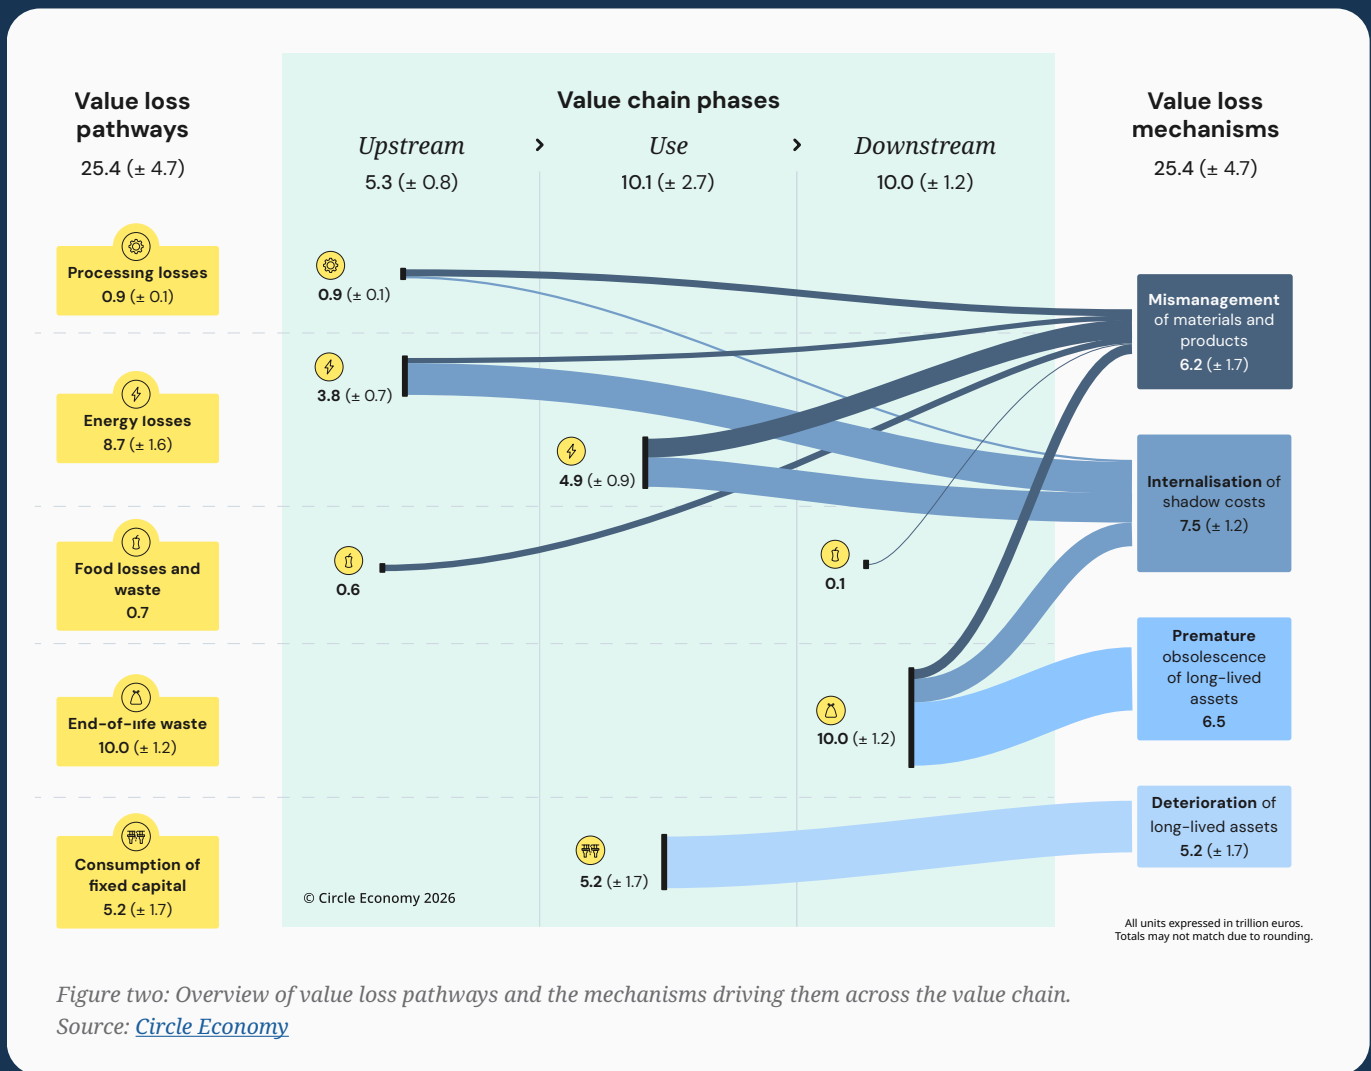 Value loss
pathways
25.4 (± 4.7)
Value chain phases
Upstream
5.3 (± 0.8)
Use
10.1 (± 2.7)
Downstream
10.0 (± 1.2)
Value loss
mechanisms
25.4 (± 4.7)
Processing losses
0.9 (± 0.1)
0.9 (± 0.1)
Mismanagement
of materials and
products
6.2 (± 1.7)
Energy losses
8.7 (± 1.6)
3.8 (± 0.7)
4.9 (± 0.9)
Internalisation of
shadow costs
7.5 (± 1.2)
Food losses and
waste
0.7
0.6
0.1
Premature
obsolescence
of long-lived
assets
6.5
End-of-life waste
10.0 (± 1.2)
10.0 (± 1.2)
Deterioration of
long-lived assets
5.2 (± 1.7)
Consumption of
fixed capital
5.2 (± 1.7)
5.2 (± 1.7)
© Circle Economy 2026
All units expressed in trillion euros.
Totals may not match due to rounding.
Figure two: Overview of value loss pathways and the mechanisms driving them across the value chain.
Source: Circle Economy